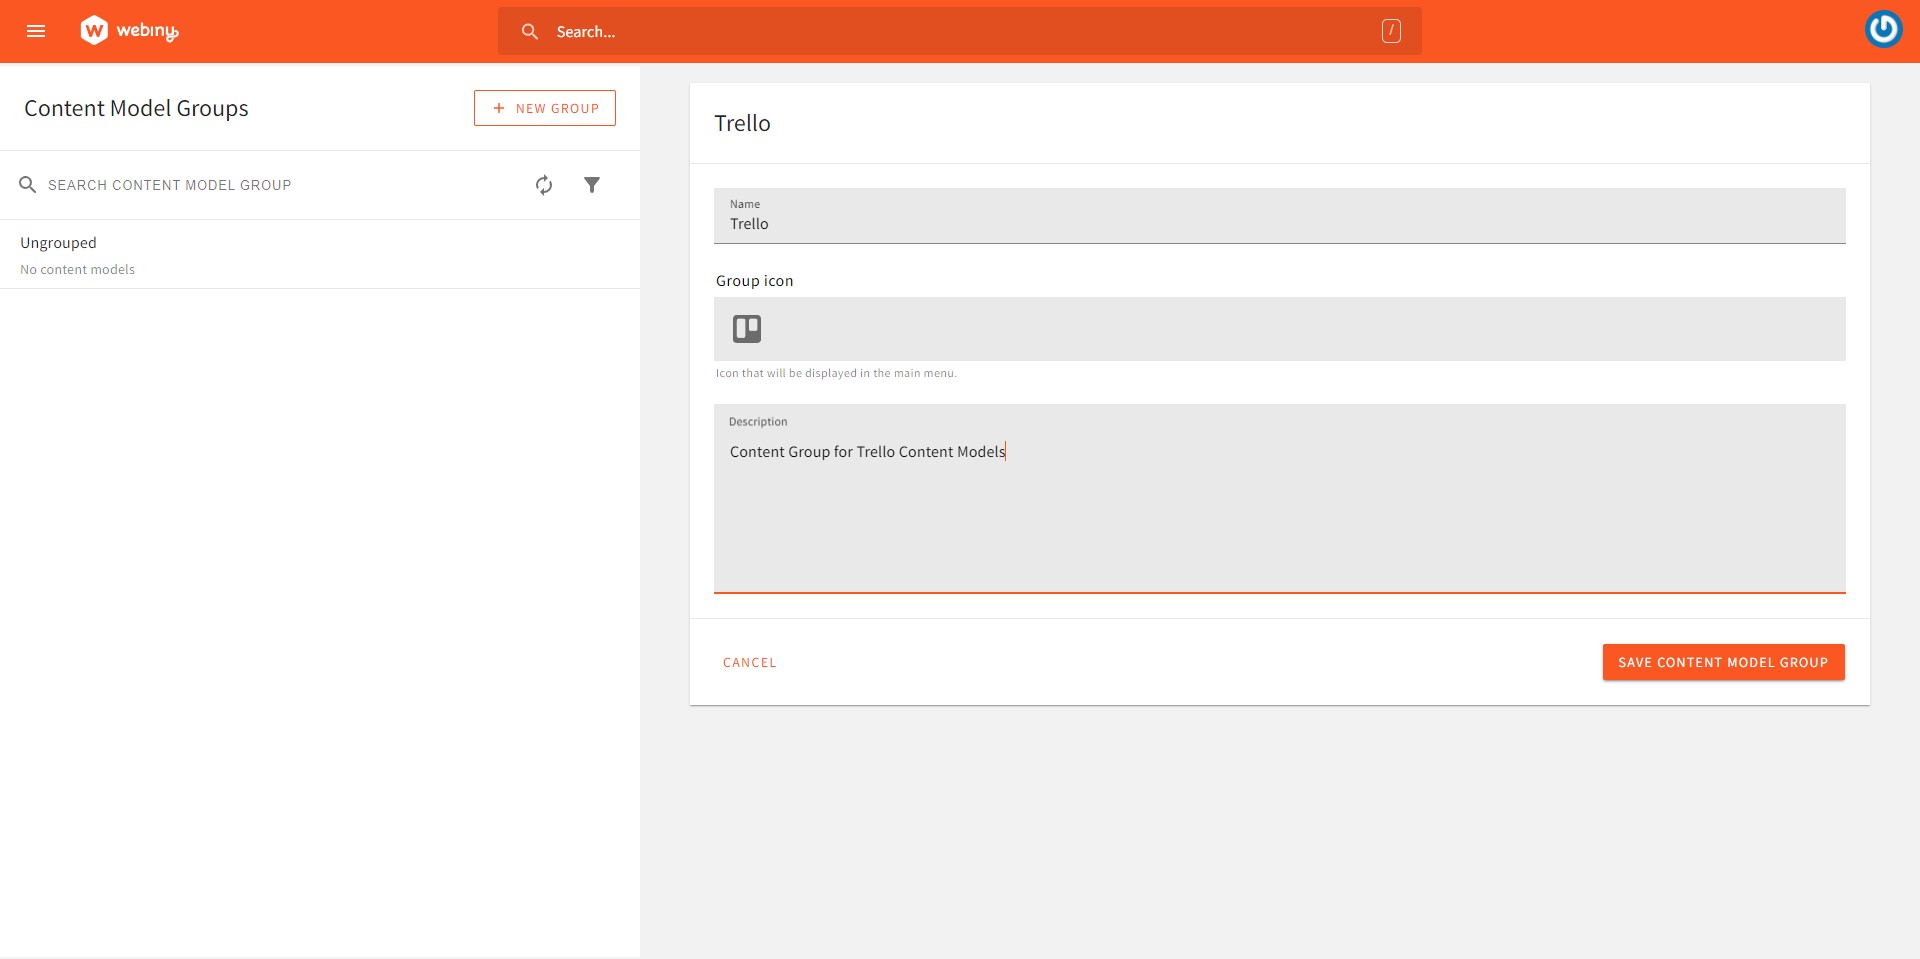 webiny
Search...
/
Content Model Groups
+ NEW GROUP
SEARCH CONTENT MODEL GROUP
Ungrouped
No content models
Trello
Name
Trello
Group icon
Icon that will be displayed in the main menu.
Description
Content Group for Trello Content Models
CANCEL
SAVE CONTENT MODEL GROUP